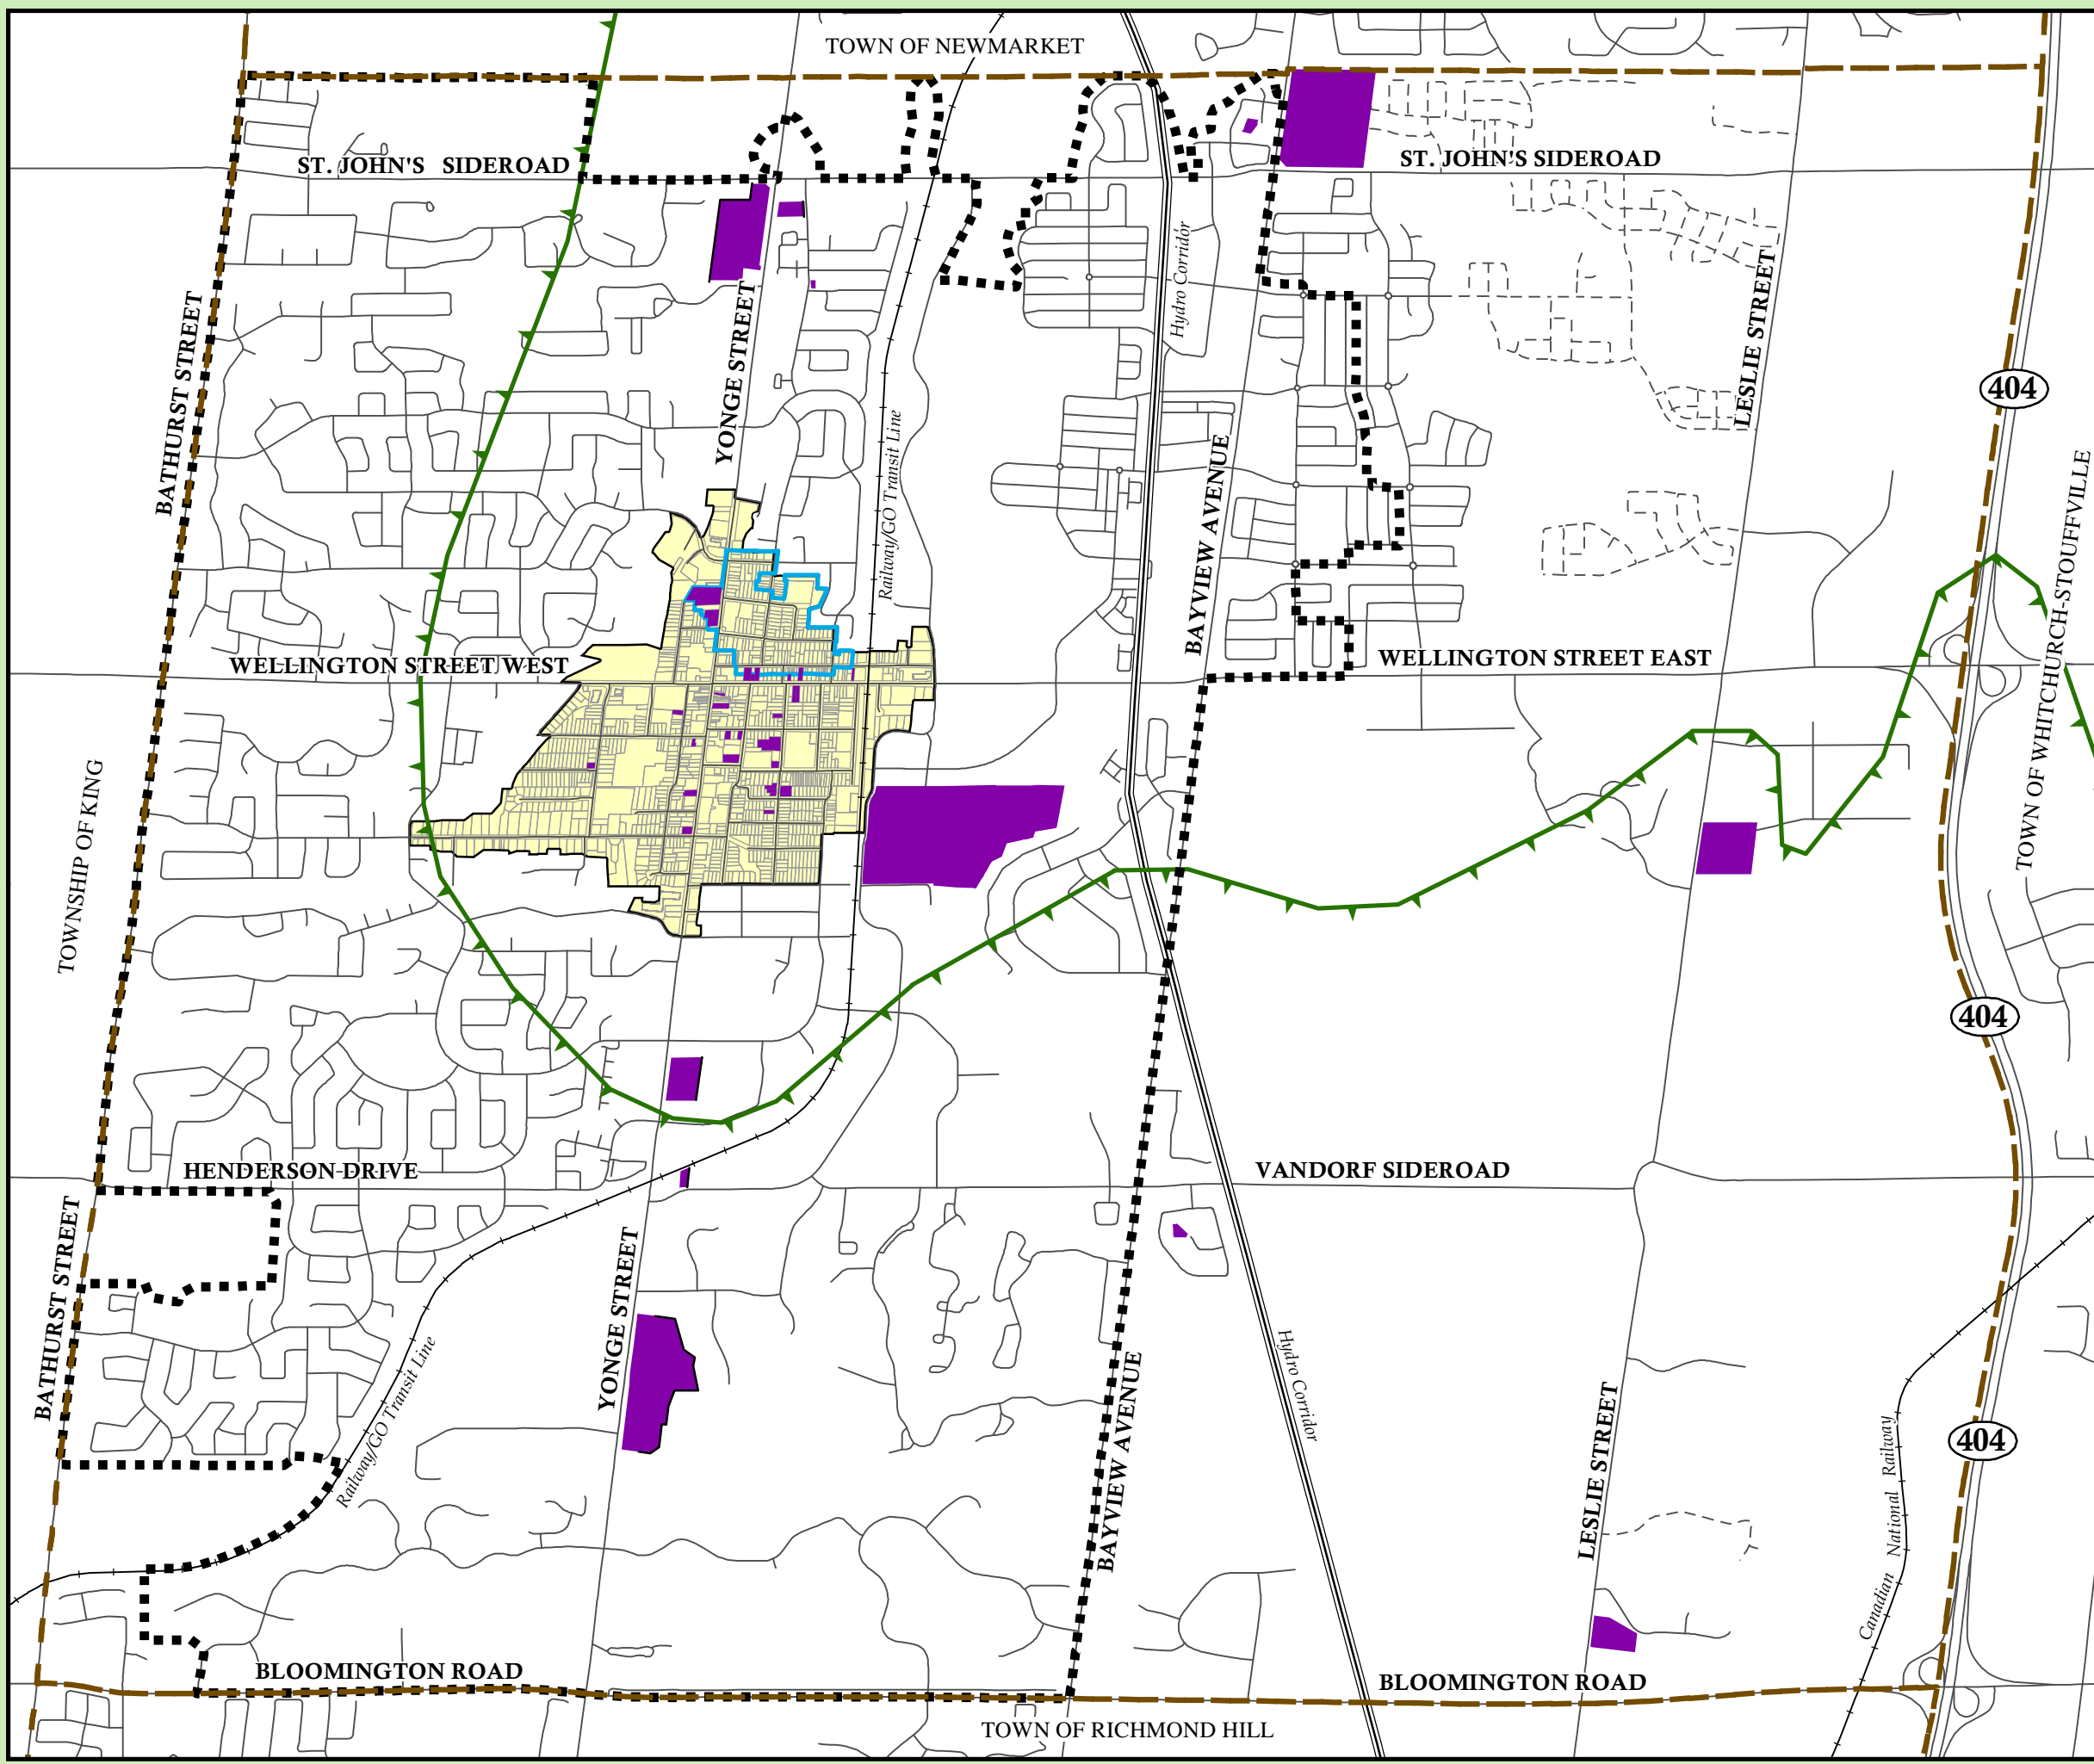 TOWN OF NEWMARKET
ST. JOHN'S SIDEROAD
ST. JOHN'S SIDEROAD
Hydro Corridor
LESLIE STREET
BATHURST STREET
YONGE STREET
404
Railway/GO Transit Line
BAYVIEW AVENUE
TOWN OF WHITCHURCH-STOUFFVILLE
WELLINGTON STREET WEST
WELLINGTON STREET EAST
TOWNSHIP OF KING
404
HENDERSON DRIVE
VANDORF SIDEROAD
BATHURST STREET
YONGE STREET
Railway/GO Transit Line
Hydro Corridor
BAYVIEW AVENUE
LESLIE STREET
404
Canadian National Railway
BLOOMINGTON ROAD
BLOOMINGTON ROAD
TOWN OF RICHMOND HILL